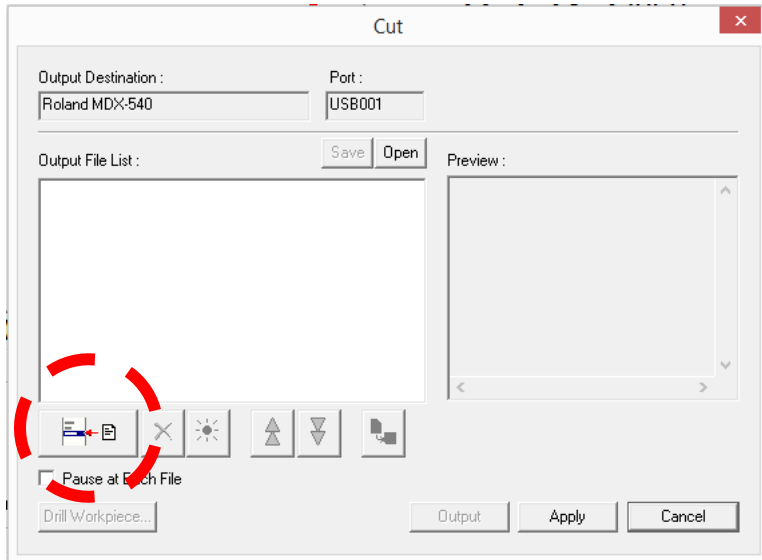 Cut
Output Destination :
Port :
Roland MDX-540
USB001
Output File List :
Save
Open
Preview :
Pause at Each File
Drill Workpiece...
Output
Apply
Cancel